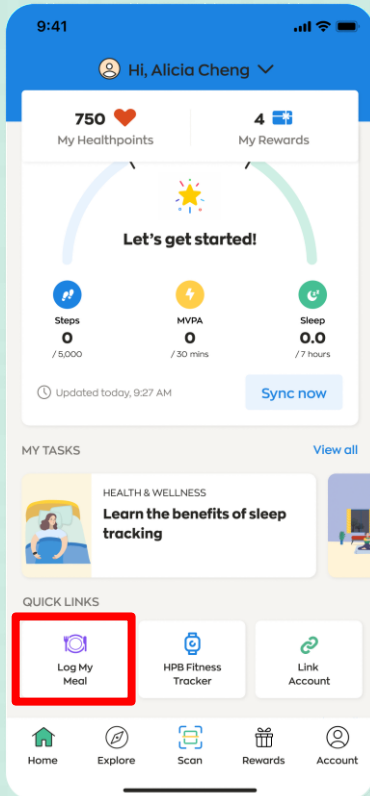 9:41
Hi, Alicia Cheng
750
4
My Healthpoints
My Rewards
Let's get started!
Steps
MVPA
Sleep
0
0
0.0
/ 5,000
/ 30 mins
/ 7 hours
Updated today, 9:27 AM
Sync now
MY TASKS
View all
HEALTH & WELLNESS
Learn the benefits of sleep
tracking
QUICK LINKS
Log My
Meal
HPB Fitness
Tracker
Link
Account
Home
Explore
Scan
Rewards
Account